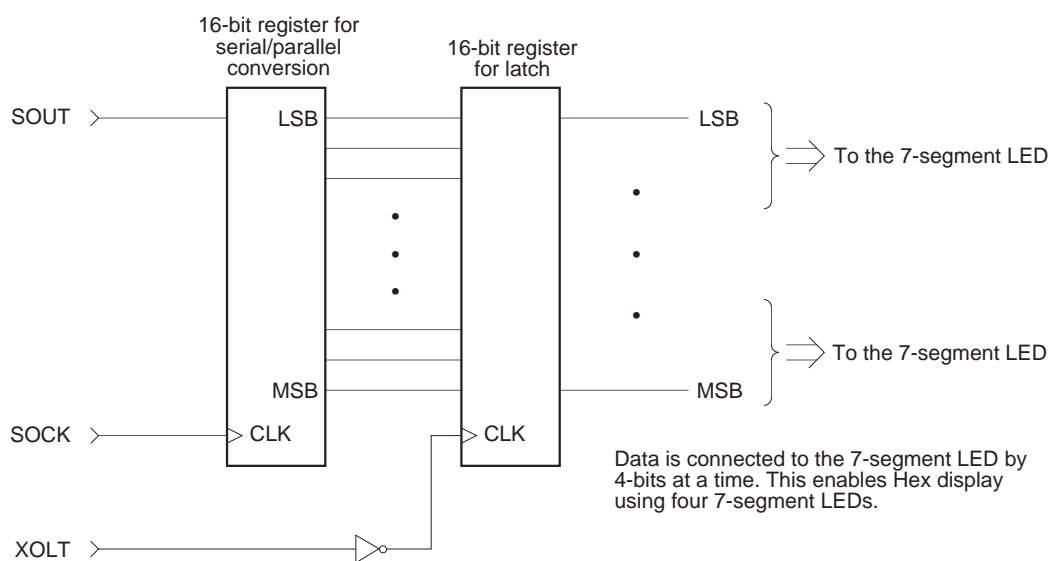 16-bit register for
serial/parallel
conversion
16-bit register
for latch
SOUT
LSB
LSB
To the 7-segment LED
To the 7-segment LED
MSB
MSB
SOCK
CLK
CLK
Data is connected to the 7-segment LED by
4-bits at a time. This enables Hex display
using four 7-segment LEDs.
XOLT